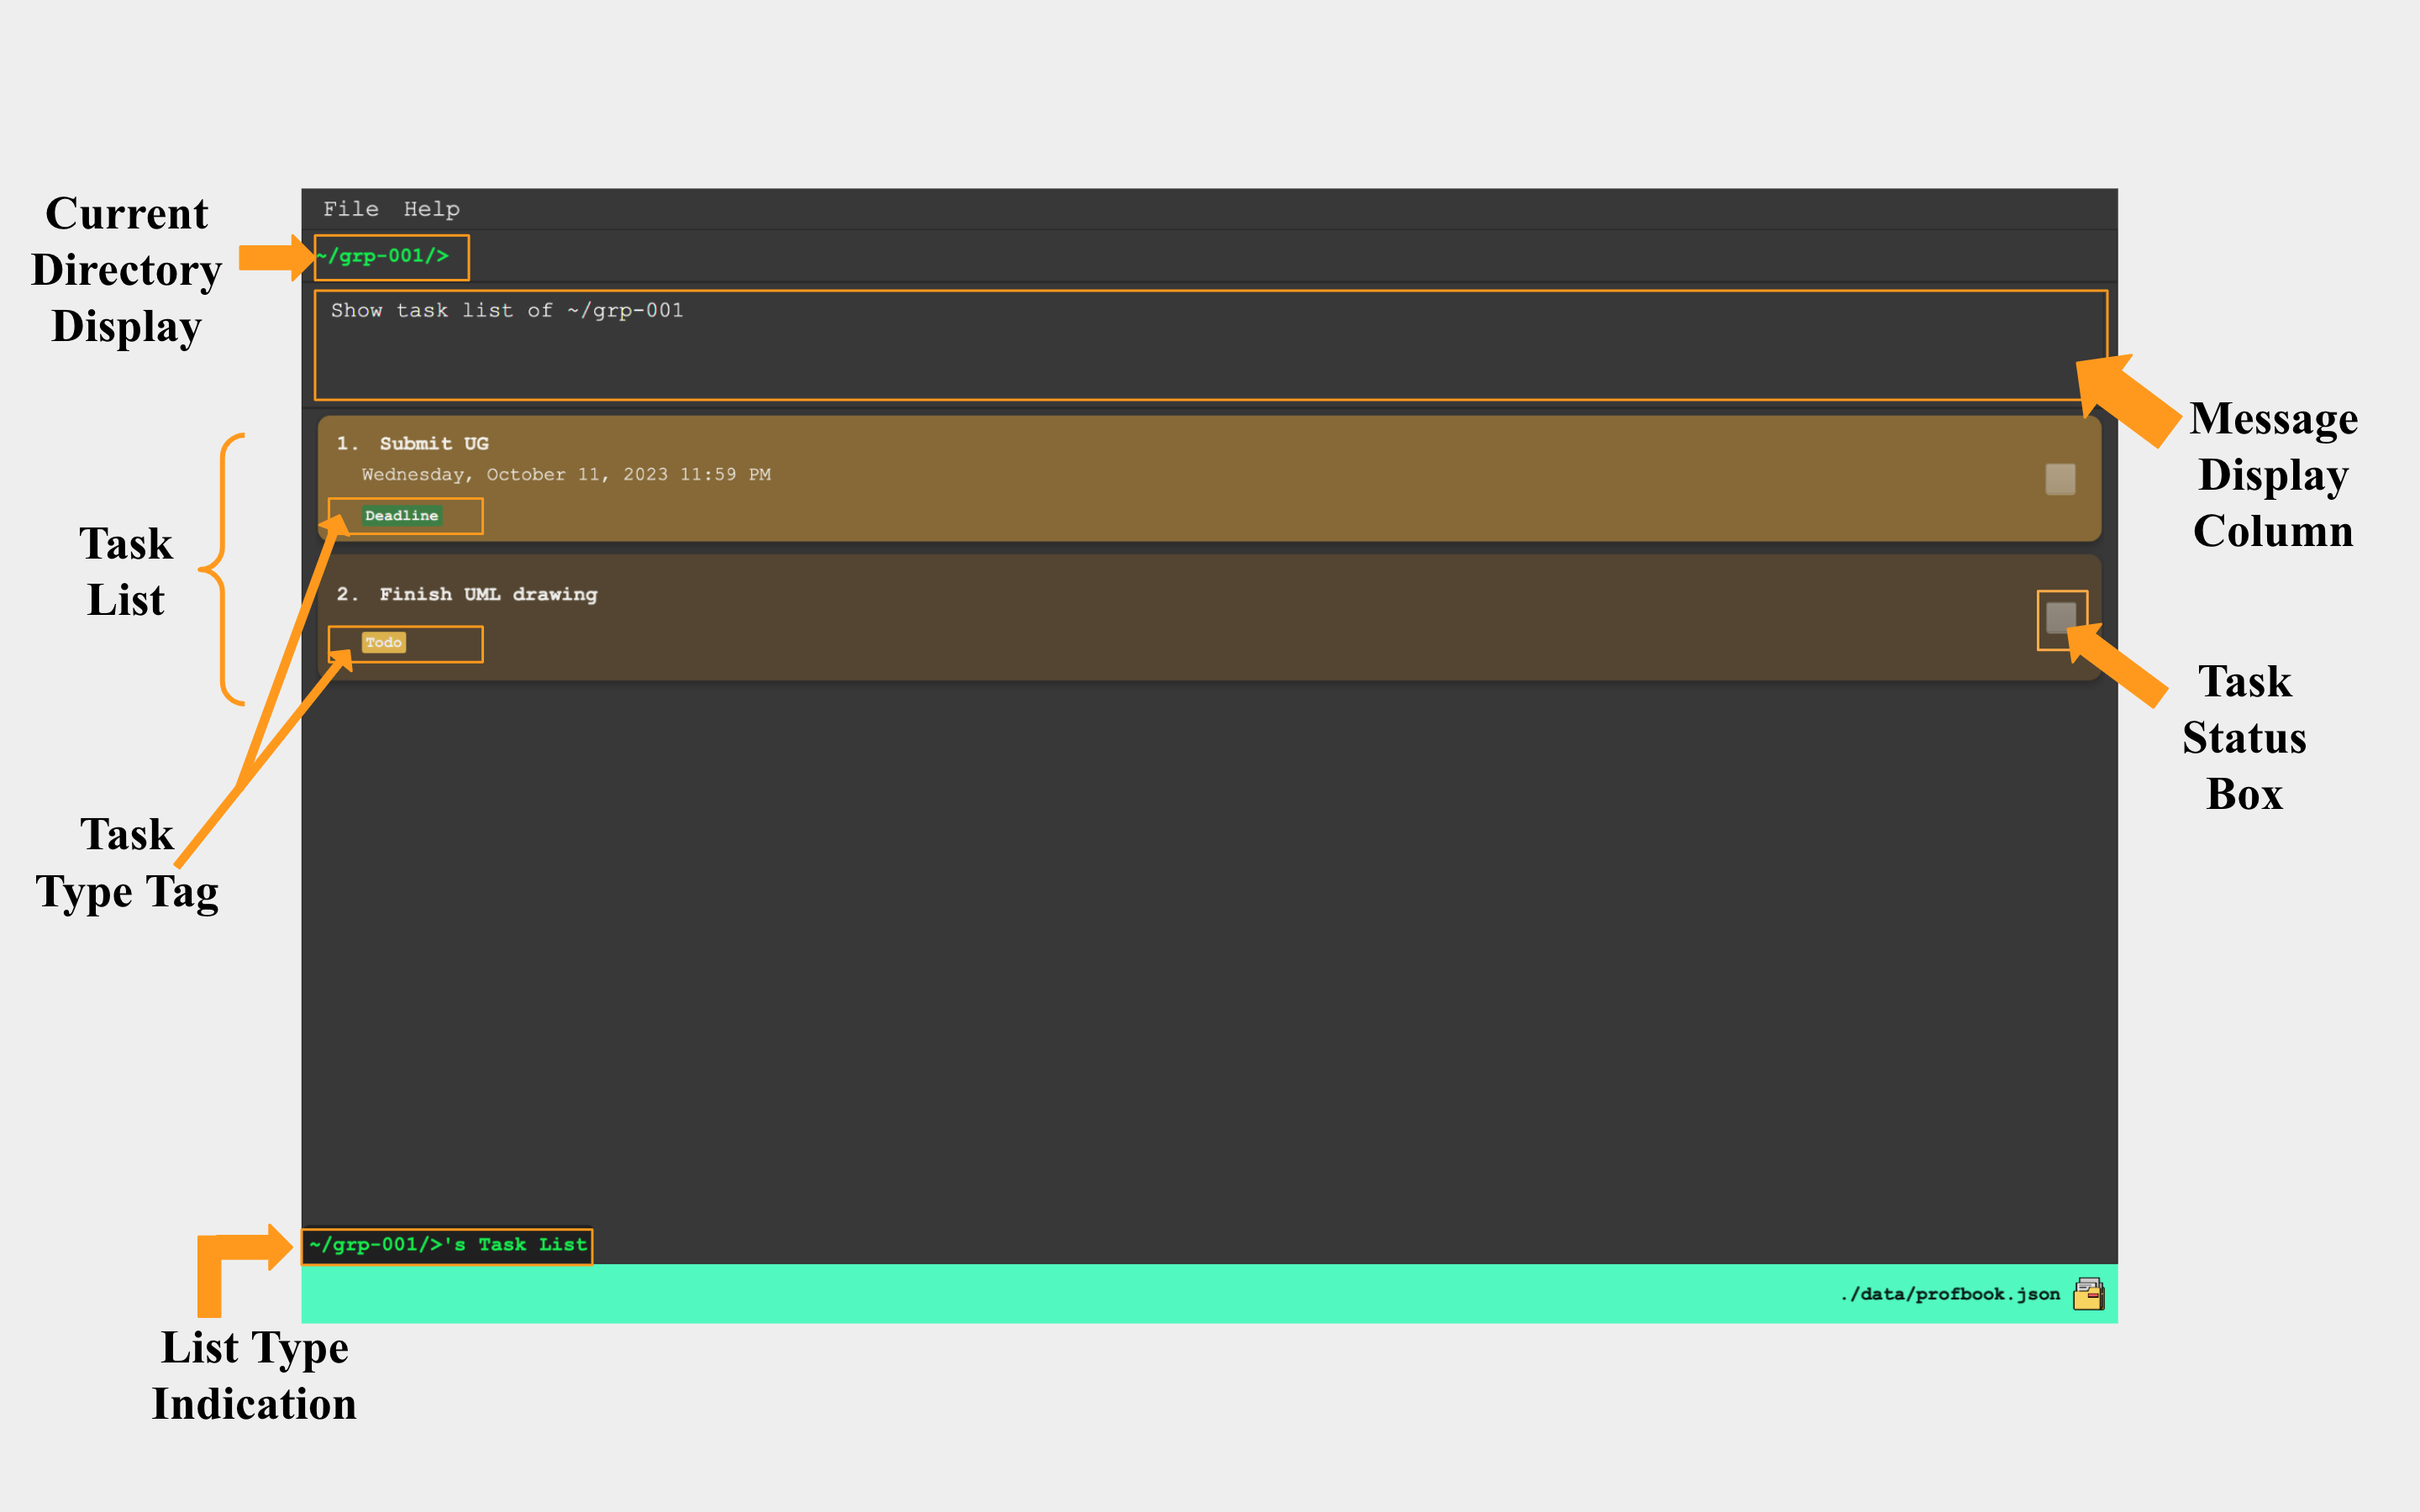 Current
Directory
Display
File Help
~/grp-001/>
Show task list of ~/grp-001
Message
Display
Column
Task
List
1. Submit UG
Wednesday, October 11, 2023 11:59 PM
Deadline
2. Finish UML drawing
Todo
Task
Status
Box
Task
Type Tag
~/grp-001/>'s Task List
./data/profbook.json
List Type
Indication